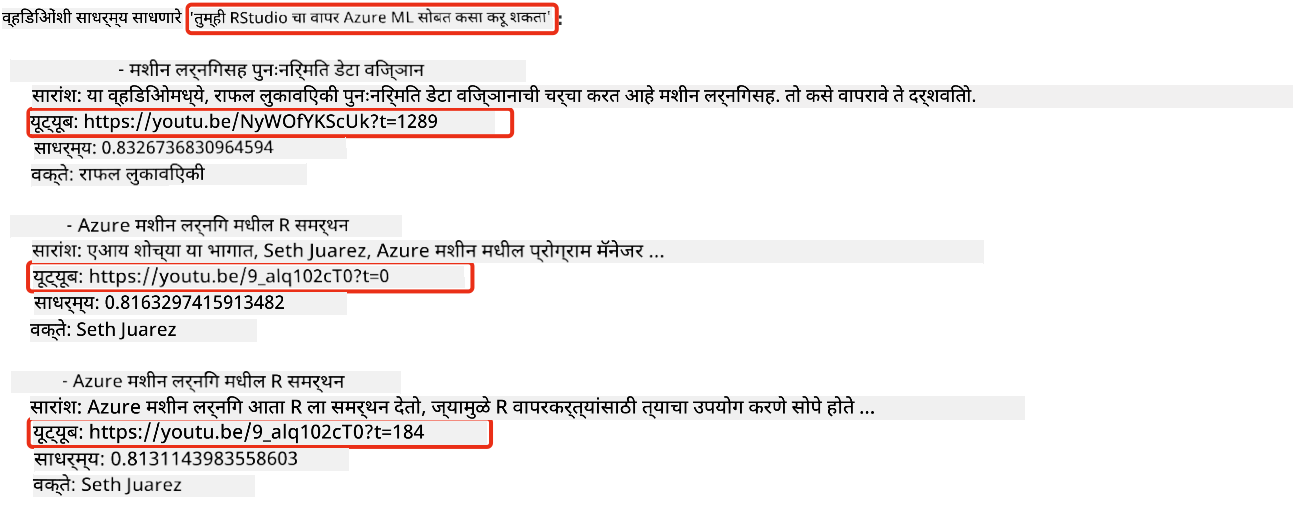 व्हिडिओंशी साधर्म्य साधणारे 'तुम्ही RStudio चा वापर Azure ML सोबत कसा करू शकता' :
- मशीन लर्निंगसह पुनःनिर्मिति डेटा विज्ञान
सारांश: या व्हिडिओमध्ये, राफल लुकावएिकी पुनःनिर्मिति डेटा विज्ञानाची चर्चा करत आहे मशीन लर्निंगसह. तो कसे वापरावे ते दर्शवतिो.
यूट्यूब: https://youtu.be/NyWOfYKScUk?t=1289
साधर्म्य: 0.8326736830964594
वक्ते: राफल लुकावएिकी
- Azure मशीन लर्निंग मधील R समर्थन
सारांश: एआय शोच्या या भागात, Seth Juarez, Azure मशीन मधील प्रोग्राम मॅनेजर ...
यूट्यूब: https://youtu.be/9_alq102cT0?t=0
साधर्म्य: 0.8163297415913482
वक्ते: Seth Juarez
- Azure मशीन लर्निंग मधील R समर्थन
सारांश: Azure मशीन लर्निंग आता R ला समर्थन देतो, ज्यामुळे R वापरकर्त्यांसाठी त्याचा उपयोग करणे सोपे होते ...
यूट्यूब: https://youtu.be/9_alq102cT0?t=184
साधर्म्य: 0.8131143983558603
वक्ते: Seth Juarez